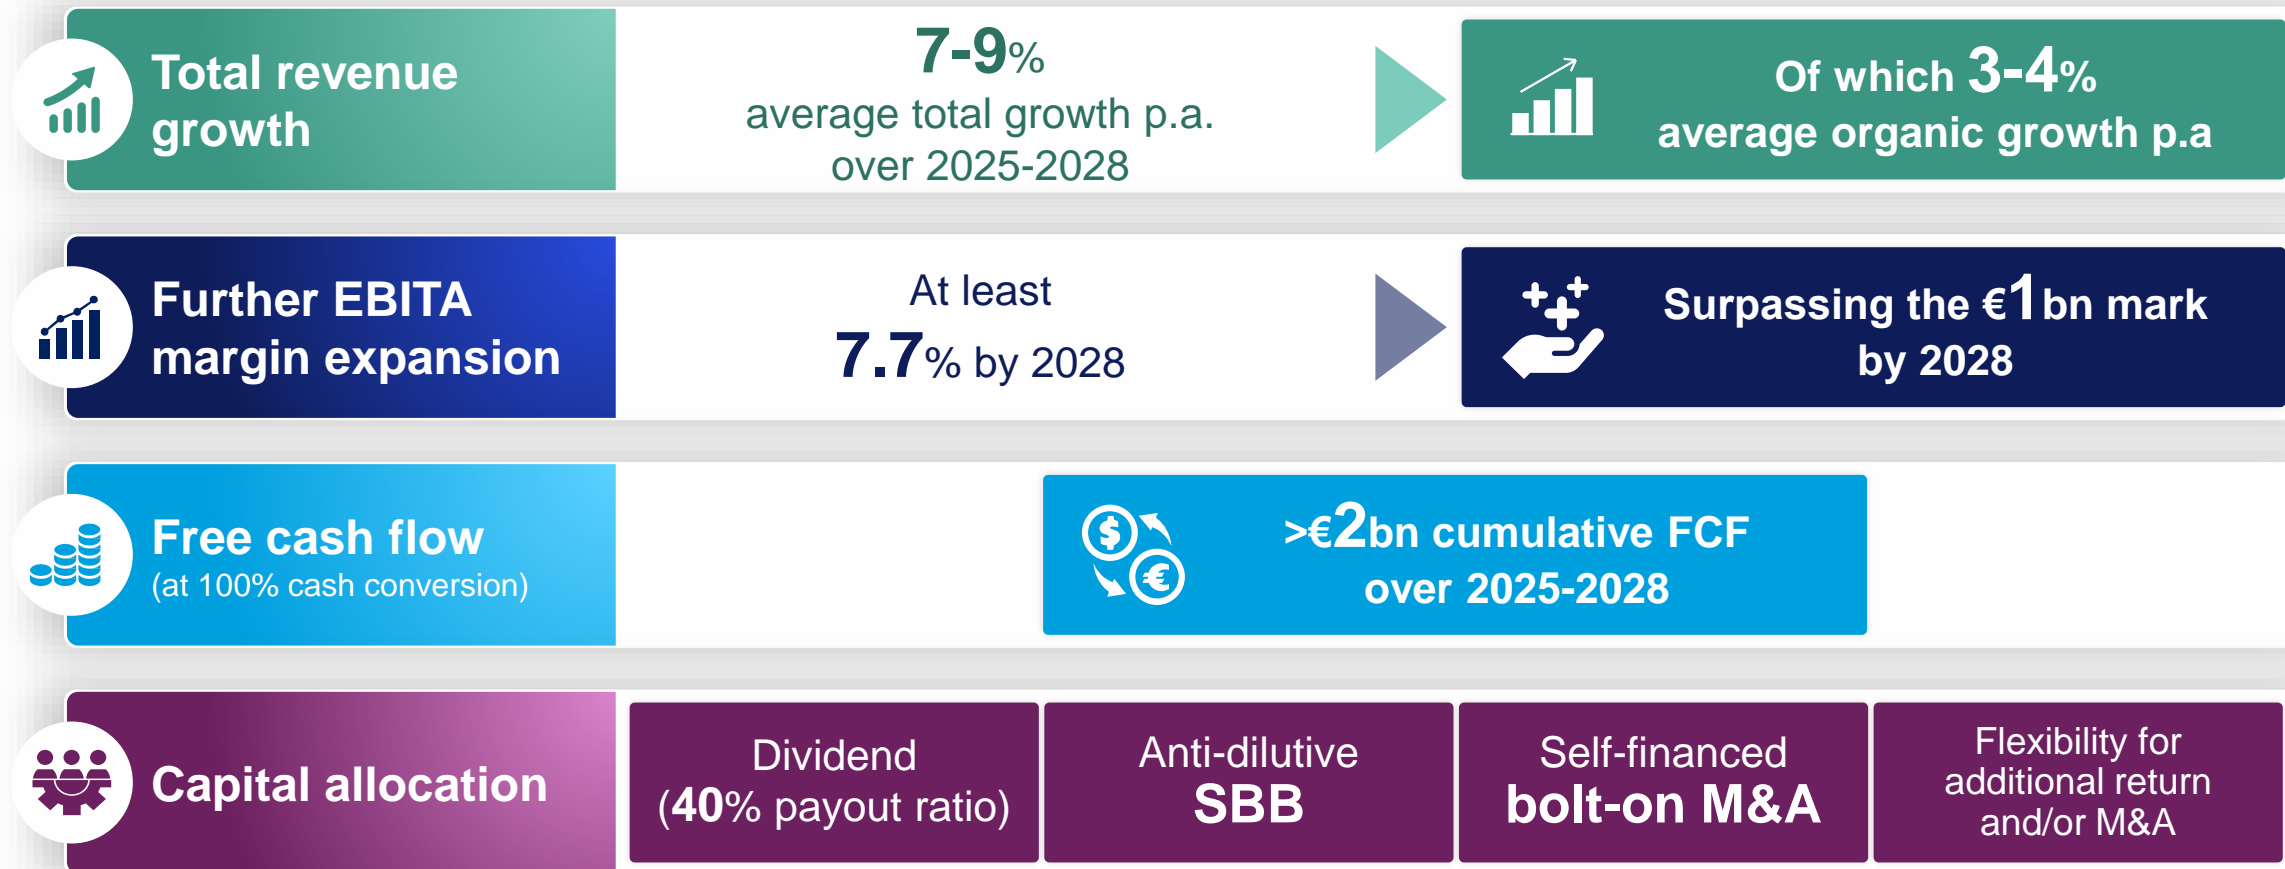 Total revenue
growth
7-9%
average total growth p.a.
over 2025-2028
Of which 3-4%
average organic growth p.a
Further EBITA
margin expansion
At least
7.7% by 2028
Surpassing the €1bn mark
by 2028
Free cash flow
(at 100% cash conversion)
>€2bn cumulative FCF
over 2025-2028
$
€
Capital allocation
Dividend
(40% payout ratio)
Anti-dilutive
SBB
Self-financed
bolt-on M&A
Flexibility for
additional return
and/or M&A